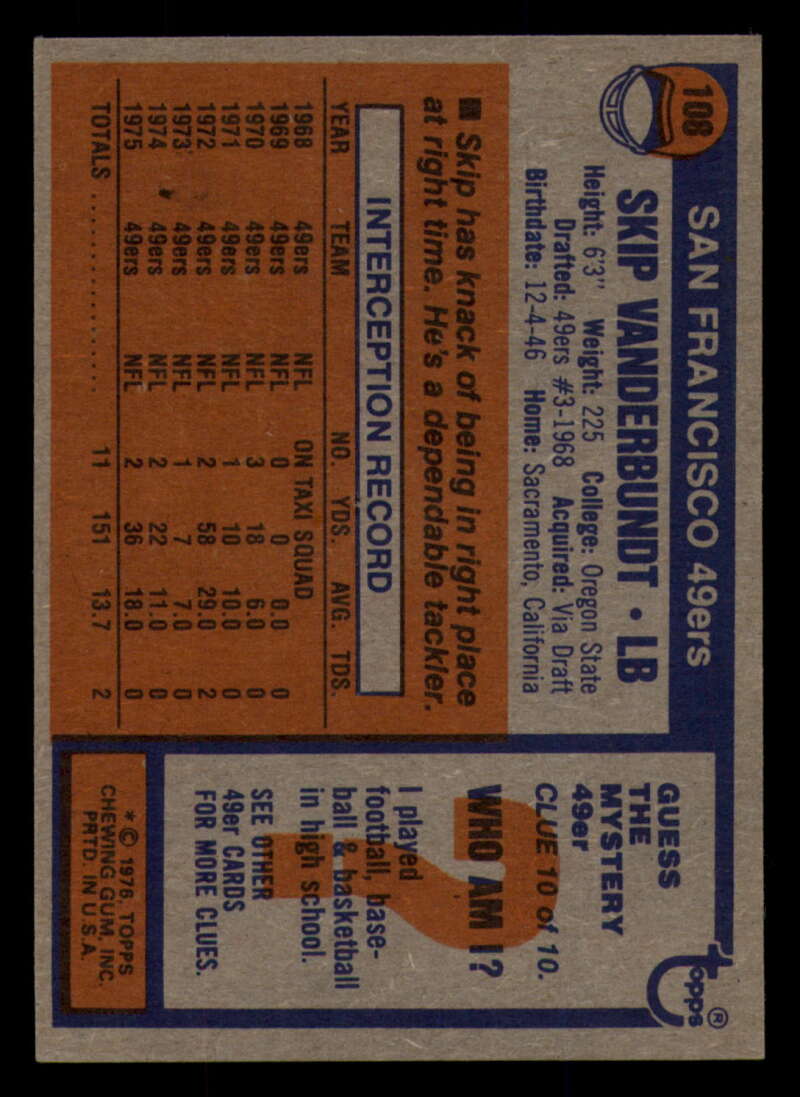 108
SAN FRANCISCO 49ers
SKIP VANDERBUNDT • LB
Height: 6'3" Weight: 225 College: Oregon State
Drafted: 49ers #3-1968 Acquired: Via Draft
Birthdate: 12-4-46 Home: Sacramento, California
■ Skip has knack of being in right place
at right time. He's a dependable tackler.
INTERCEPTION RECORD
YEAR TEAM NO. YDS. AVG. TDS.
1968 49ers NFL ON TAXI SQUAD
1969 49ers NFL 0 0 0.0 0
1970 49ers NFL 3 18 6.0 0
1971 49ers NFL 1 10 10.0 0
1972 49ers NFL 2 58 29.0 2
1973 49ers NFL 1 7 7.0 0
1974 49ers NFL 2 22 11.0 0
1975 49ers NFL 2 36 18.0 0
TOTALS .................... 11 151 13.7 2
topps®
GUESS
THE
MYSTERY
49er
CLUE 10 of 10.
WHO AM I?
I played
football, base-
ball & basketball
in high school.
SEE OTHER
49er CARDS
FOR MORE CLUES.
?
* © 1976. TOPPS
CHEWING GUM, INC.
PRTD. IN U.S.A.